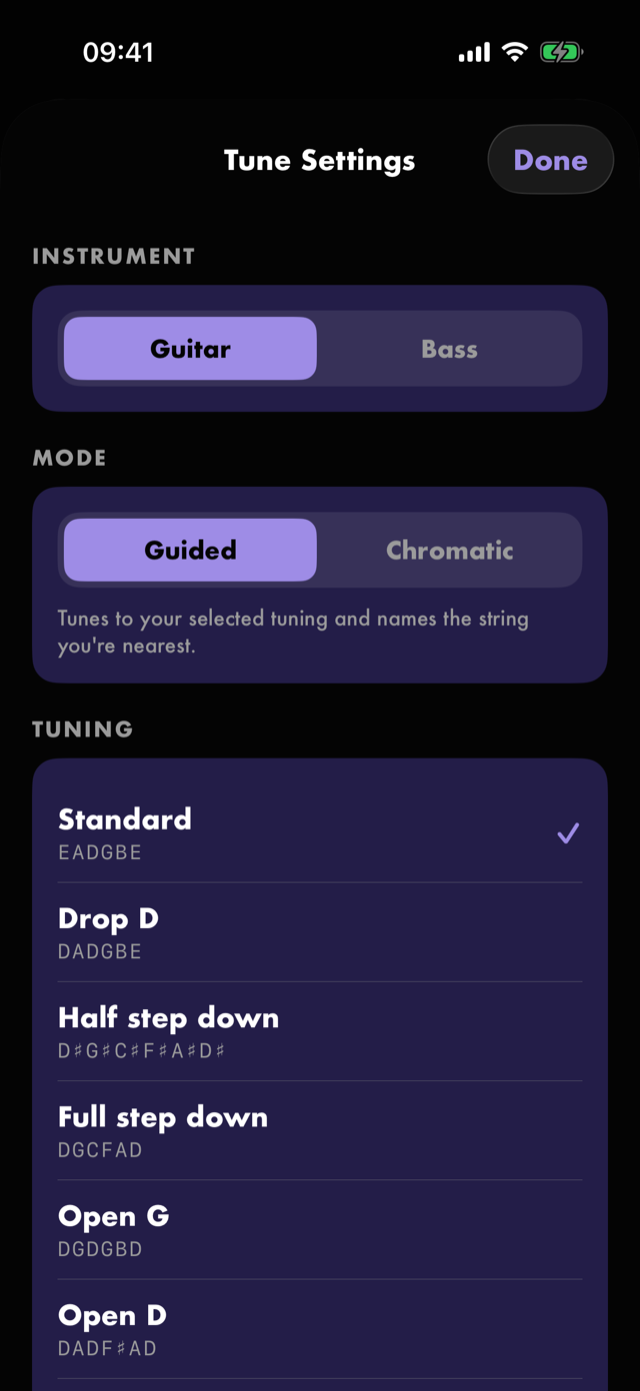 09:41
Tune Settings
Done
INSTRUMENT
Guitar
Bass
MODE
Guided
Chromatic
Tunes to your selected tuning and names the string
you're nearest.
TUNING
Standard
EADGBE
Drop D
DADGBE
Half step down
D♯G♯C♯F♯A♯D♯
Full step down
DGCFAD
Open G
DGDGBD
Open D
DADF♯AD